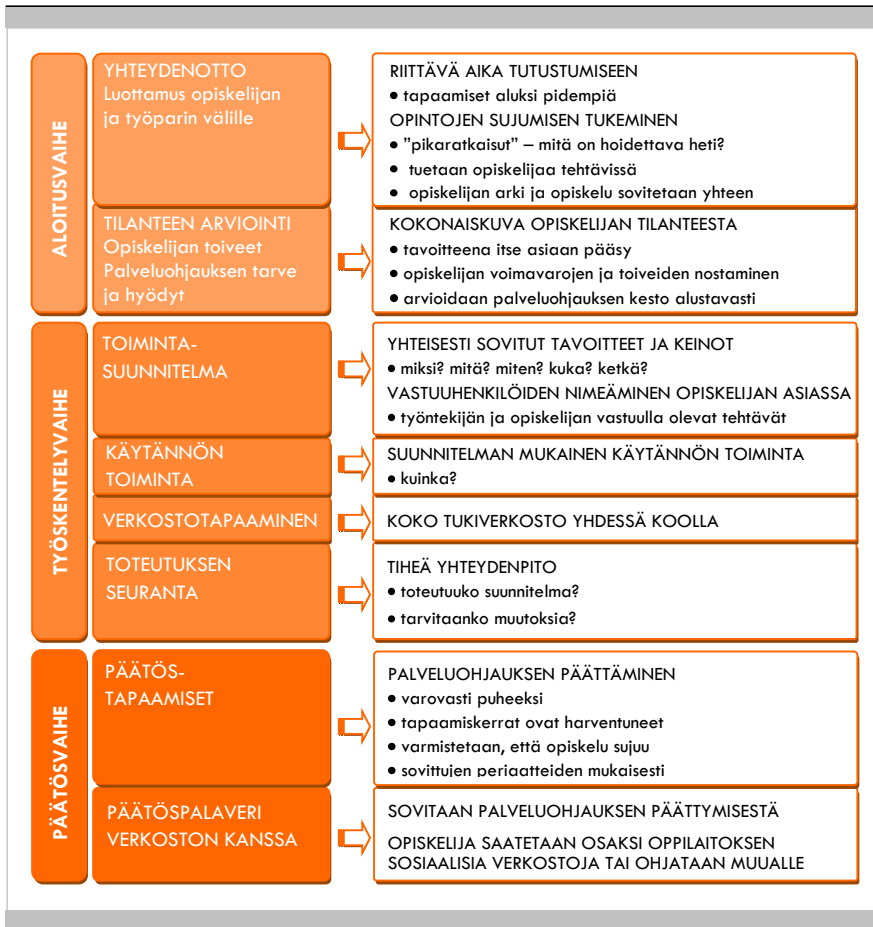 ALOITUSVAIHE
YHTEYDENOTTO
Luottamus opiskelijan
ja työparin välille
RIITTÄVÄ AIKA TUTUSTUMISEEN
• tapaamiset aluksi pidempiä
OPINTOJEN SUJUMISEN TUKEMINEN
• ”pikaratkaisut” – mitä on hoidettava heti?
• tuetaan opiskelijaa tehtävissä
• opiskelijan arki ja opiskelu sovitetaan yhteen
TILANTEEN ARVIOINTI
Opiskelijan toiveet
Palveluohjauksen tarve
ja hyödyt
KOKONAISKUVA OPISKELIJAN TILANTEESTA
• tavoitteena itse asiaan pääsy
• opiskelijan voimavarojen ja toiveiden nostaminen
• arvioidaan palveluohjauksen kesto alustavasti
TYÖSKENTELYVAIHE
TOIMINTA-
SUUNNITELMA
YHTEISESTI SOVITUT TAVOITTEET JA KEINOT
• miksi? mitä? miten? kuka? ketkä?
VASTUUHENKILÖIDEN NIMEÄMINEN OPISKELIJAN ASIASSA
• työntekijän ja opiskelijan vastuulla olevat tehtävät
KÄYTÄNNÖN
TOIMINTA
SUUNNITELMAN MUKAINEN KÄYTÄNNÖN TOIMINTA
• kuinka?
VERKOSTOTAPAAMINEN
KOKO TUKIVERKOSTO YHDESSÄ KOOLLA
TOTEUTUKSEN
SEURANTA
TIHEÄ YHTEYDENPITO
• toteutuuko suunnitelma?
• tarvitaanko muutoksia?
PÄÄTÖSVAIHE
PÄÄTÖS-
TAPAAMISET
PALVELUOHJAUKSEN PÄÄTTÄMINEN
• varovasti puheeksi
• tapaamiskerrat ovat harventuneet
• varmistetaan, että opiskelu sujuu
• sovittujen periaatteiden mukaisesti
PÄÄTÖSPALAVERI
VERKOSTON KANSSA
SOVITAAN PALVELUOHJAUKSEN PÄÄTTYMISESTÄ
OPISKELIJA SAATETAAN OSAKSI OPPILAITOKSEN
SOSIAALISIA VERKOSTOJA TAI OHJATAAN MUUALLE